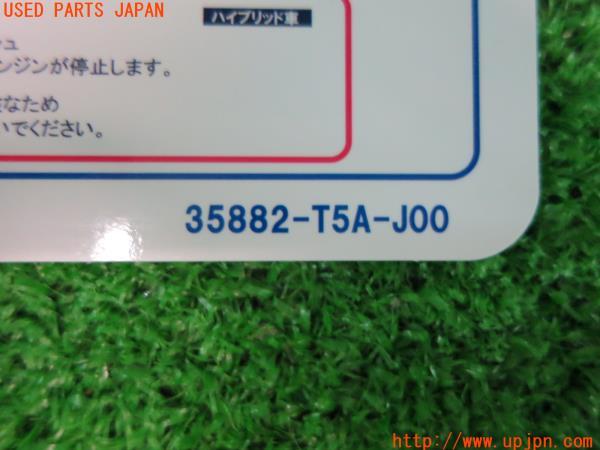 USED PARTS JAPAN
ハイブリッド車
ンジンが停止します。
なため
いでください。
35882-T5A-J00
http://www.upjpn.com/